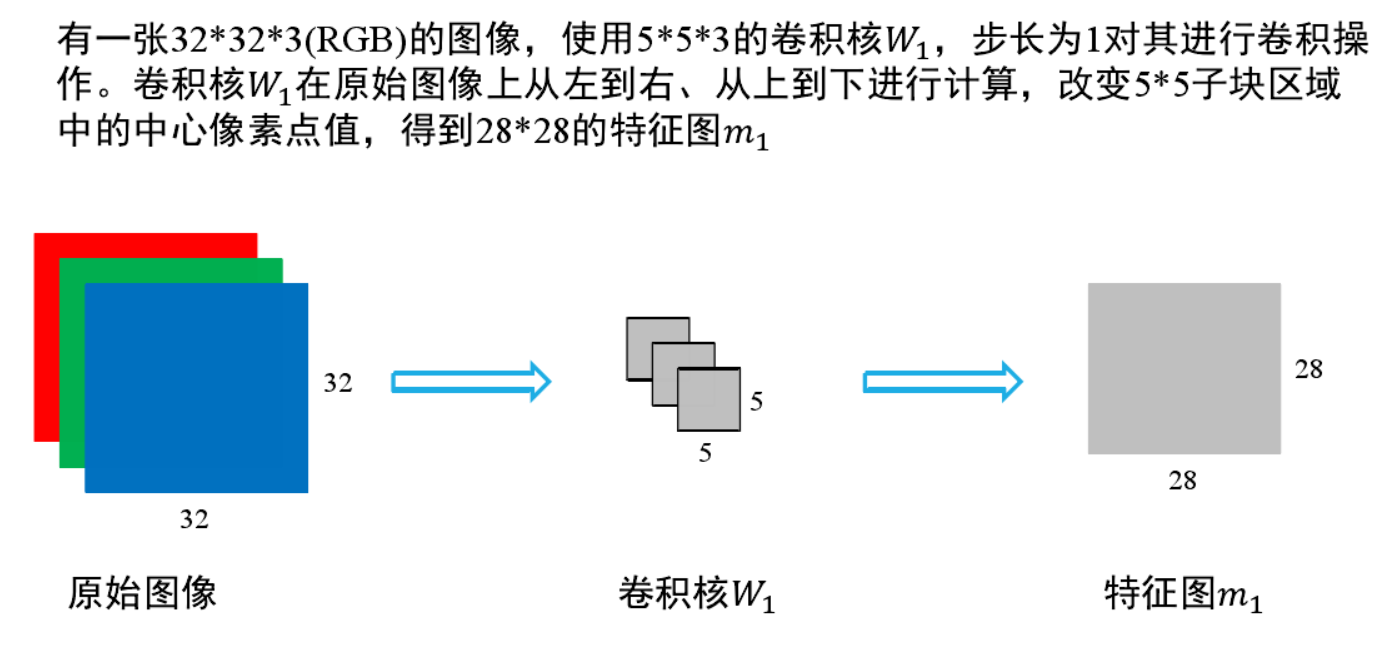 有一张32*32*3(RGB)的图像，使用5*5*3的卷积核W₁，步长为1对其进行卷积操
作。卷积核W₁在原始图像上从左到右、从上到下进行计算，改变5*5子块区域
中的中心像素点值，得到28*28的特征图m₁
32
5
28
5
28
32
原始图像
卷积核W₁
特征图m₁